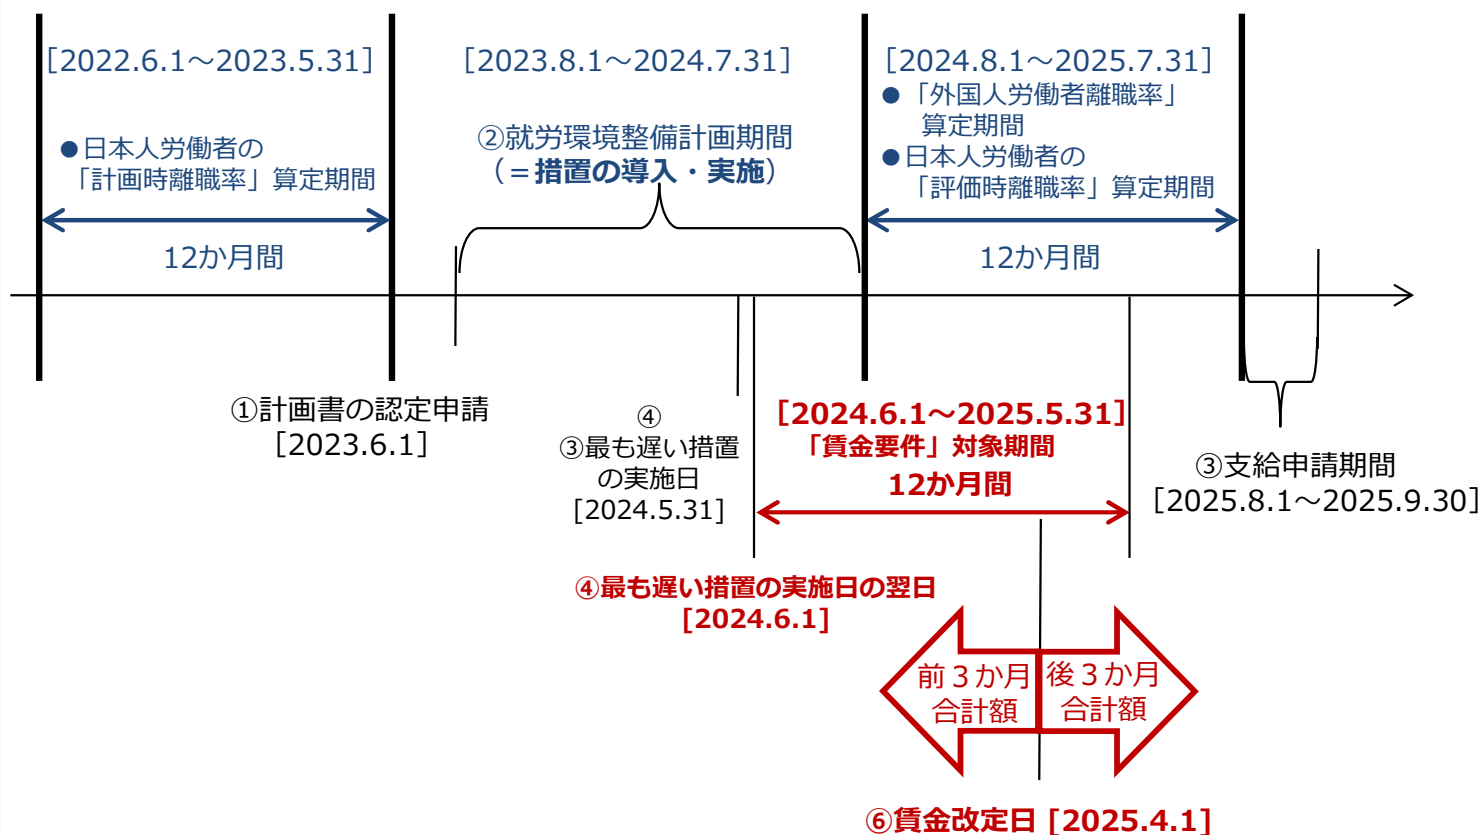 [2022.6.1～2023.5.31]
●日本人労働者の
「計画時離職率」算定期間
12か月間
[2023.8.1～2024.7.31]
②就労環境整備計画期間
（＝措置の導入・実施）
[2024.8.1～2025.7.31]
●「外国人労働者離職率」
算定期間
●日本人労働者の
「評価時離職率」算定期間
12か月間
①計画書の認定申請
[2023.6.1]
④
③最も遅い措置
の実施日
[2024.5.31]
[2024.6.1～2025.5.31]
「賃金要件」対象期間
12か月間
③支給申請期間
[2025.8.1～2025.9.30]
④最も遅い措置の実施日の翌日
[2024.6.1]
前３か月
合計額
後３か月
合計額
⑥賃金改定日 [2025.4.1]